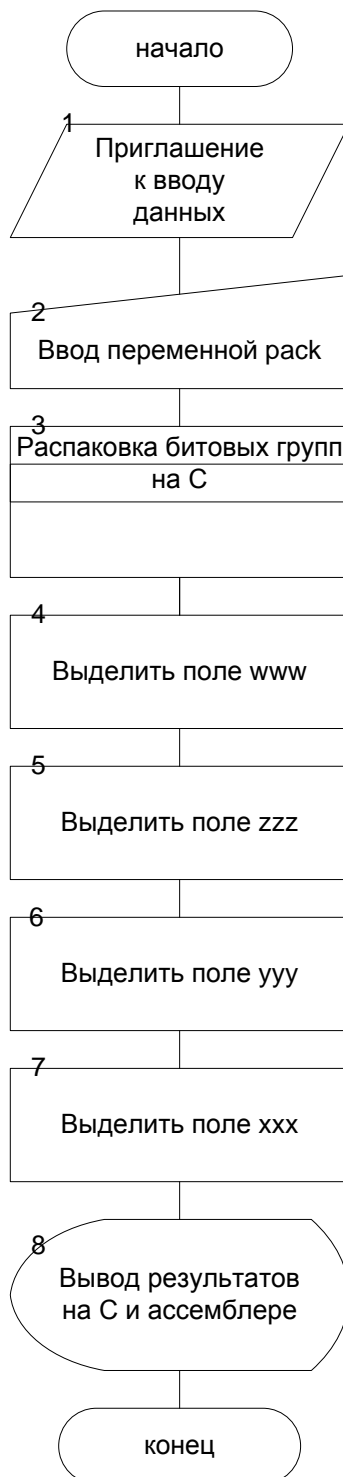 начало
1
Приглашение
к вводу
данных
2
Ввод переменной pack
3
Распаковка битовых групп
на С
4
Выделить поле www
5
Выделить поле zzz
6
Выделить поле yyy
7
Выделить поле xxx
8
Вывод результатов
на С и ассемблере
конец